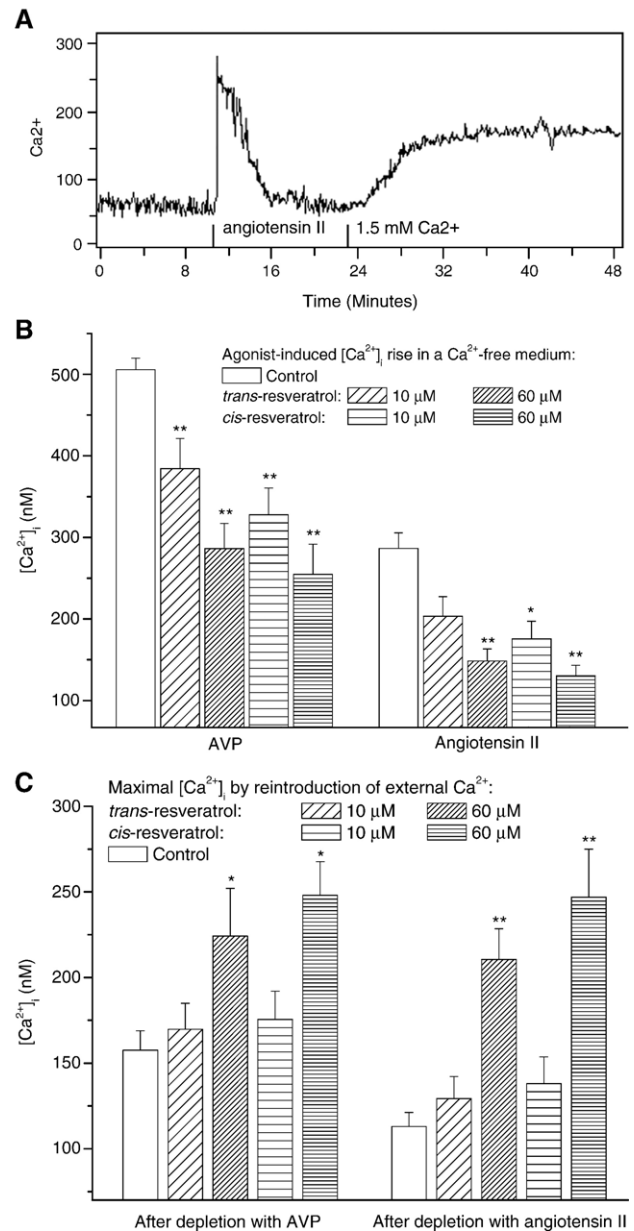 A
300
200
100
0
Ca2+
angiotensin II
1.5 mM Ca2+
0 8 16 24 32 40 48
Time (Minutes)
B
Agonist-induced [Ca²⁺]ᵢ rise in a Ca²⁺-free medium:
Control
trans-resveratrol: 10 µM 60 µM
cis-resveratrol: 10 µM 60 µM
500
400
300
200
100
[Ca²⁺]ᵢ (nM)
** ** ** **
** * **
AVP Angiotensin II
C
Maximal [Ca²⁺]ᵢ by reintroduction of external Ca²⁺:
trans-resveratrol: 10 µM 60 µM
cis-resveratrol: 10 µM 60 µM
Control
300
250
200
150
100
[Ca²⁺]ᵢ (nM)
* *
** **
After depletion with AVP After depletion with angiotensin II